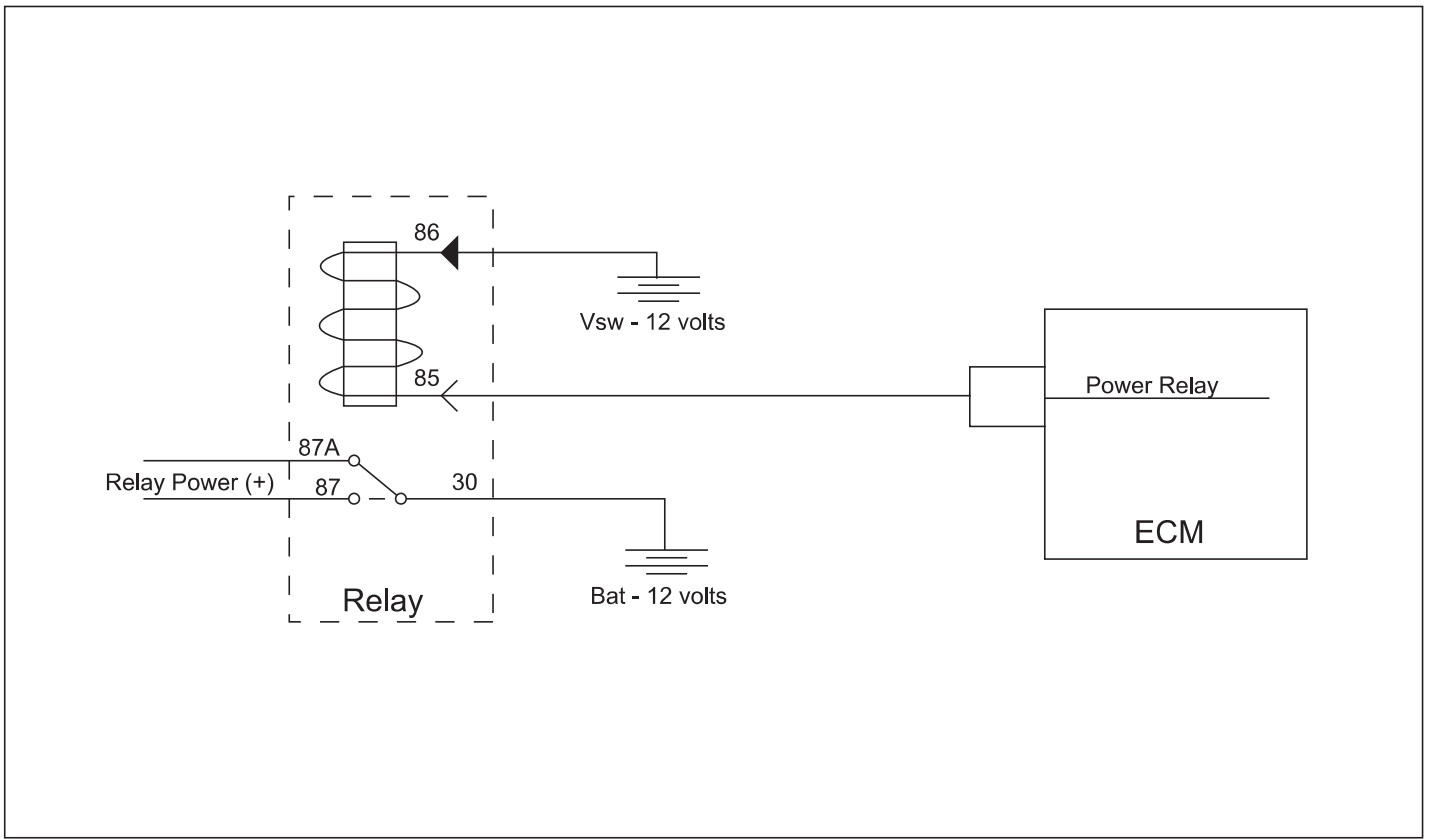 86
Vsw - 12 volts
85
Power Relay
87A
Relay Power (+)
87
30
ECM
Bat - 12 volts
Relay